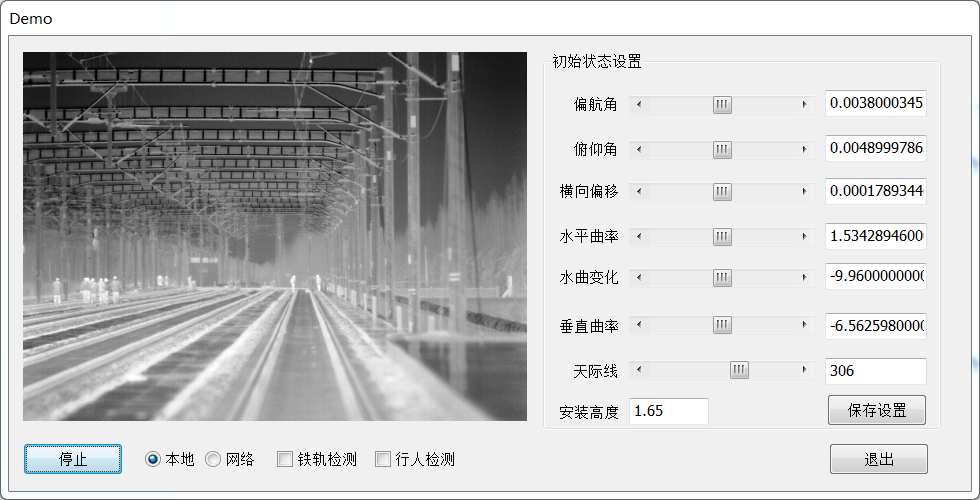 Demo
初始状态设置
偏航角 0.0038000345
俯仰角 0.0048999786
横向偏移 0.0001789344
水平曲率 1.534289460
水曲变化 -9.960000000
垂直曲率 -6.562598000
天际线 306
安装高度 1.65 保存设置
停止 本地 网络 铁轨检测 行人检测 退出